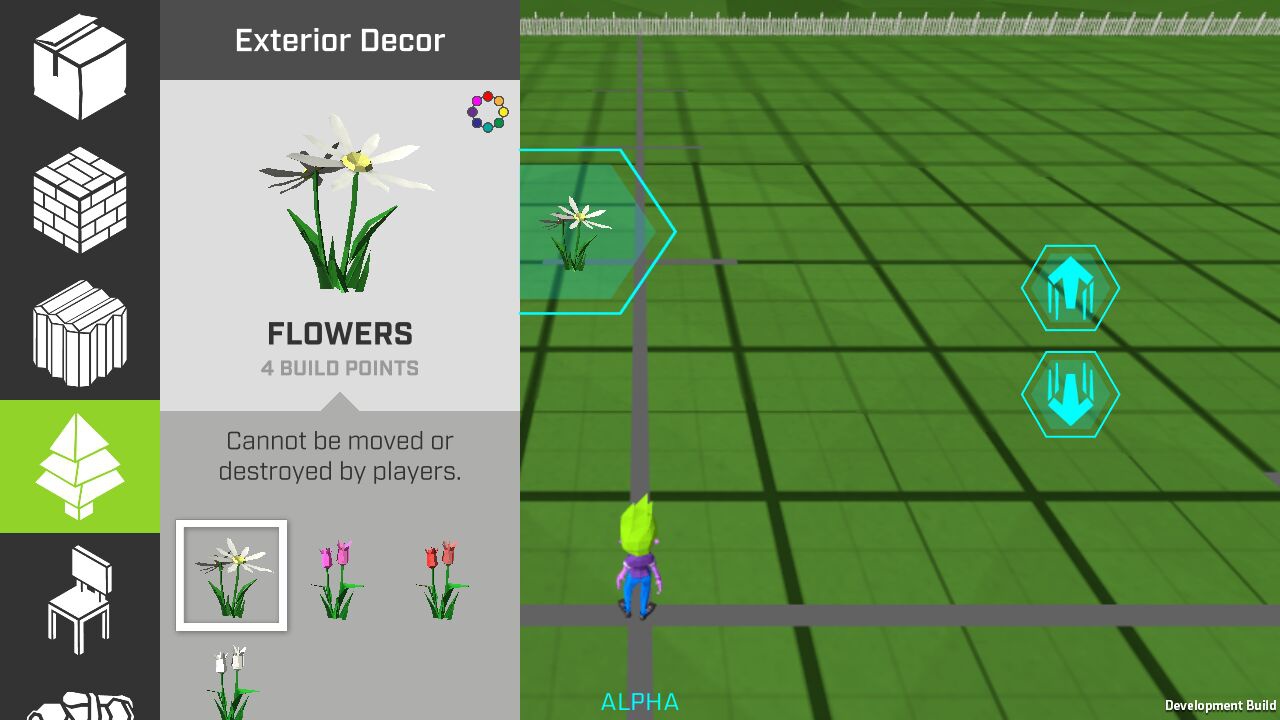 Exterior Decor
FLOWERS
4 BUILD POINTS
Cannot be moved or
destroyed by players.
ALPHA
Development Build